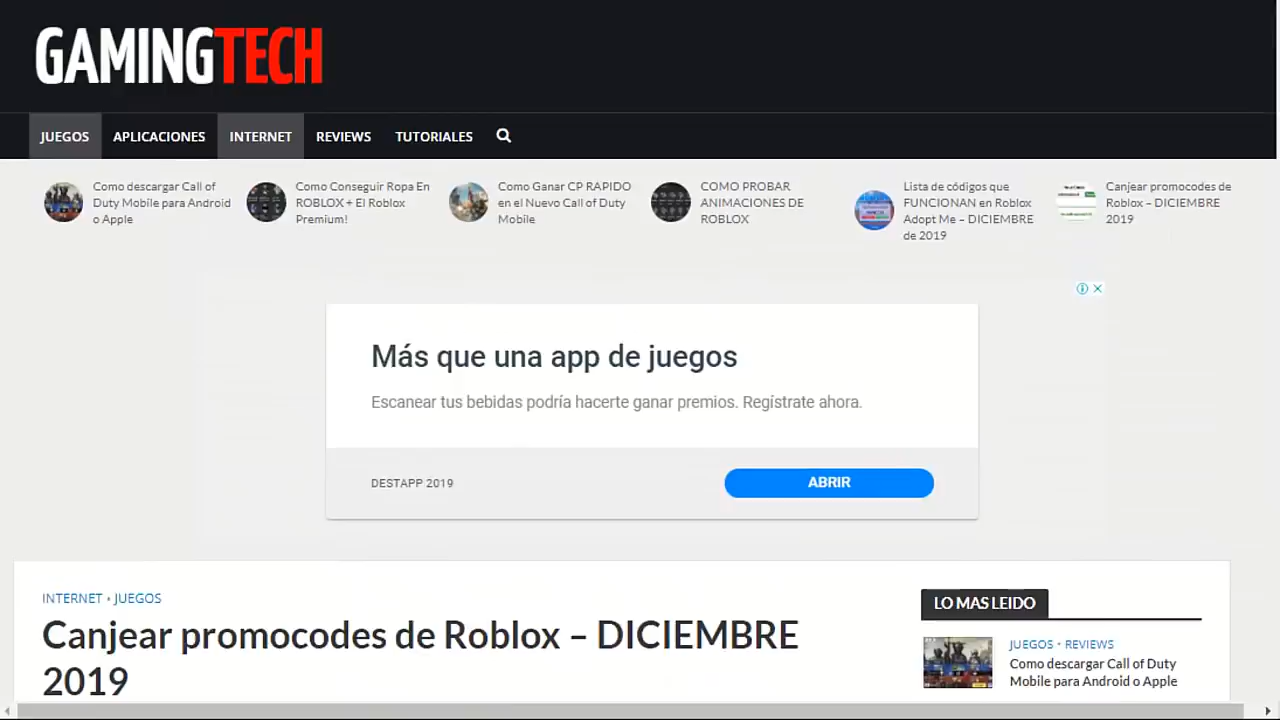 GAMINGTECH
JUEGOS APLICACIONES INTERNET REVIEWS TUTORIALES
Como descargar Call of
Duty Mobile para Android
o Apple
Como Conseguir Ropa En
ROBLOX + El Roblox
Premium!
Como Ganar CP RAPIDO
en el Nuevo Call of Duty
Mobile
COMO PROBAR
ANIMACIONES DE
ROBLOX
Lista de códigos que
FUNCIONAN en Roblox
Adopt Me – DICIEMBRE
de 2019
Canjear promocodes de
Roblox – DICIEMBRE
2019
Más que una app de juegos
Escanear tus bebidas podría hacerte ganar premios. Regístrate ahora.
DESTAPP 2019
ABRIR
INTERNET • JUEGOS
Canjear promocodes de Roblox – DICIEMBRE
2019
LO MAS LEIDO
JUEGOS • REVIEWS
Como descargar Call of Duty
Mobile para Android o Apple